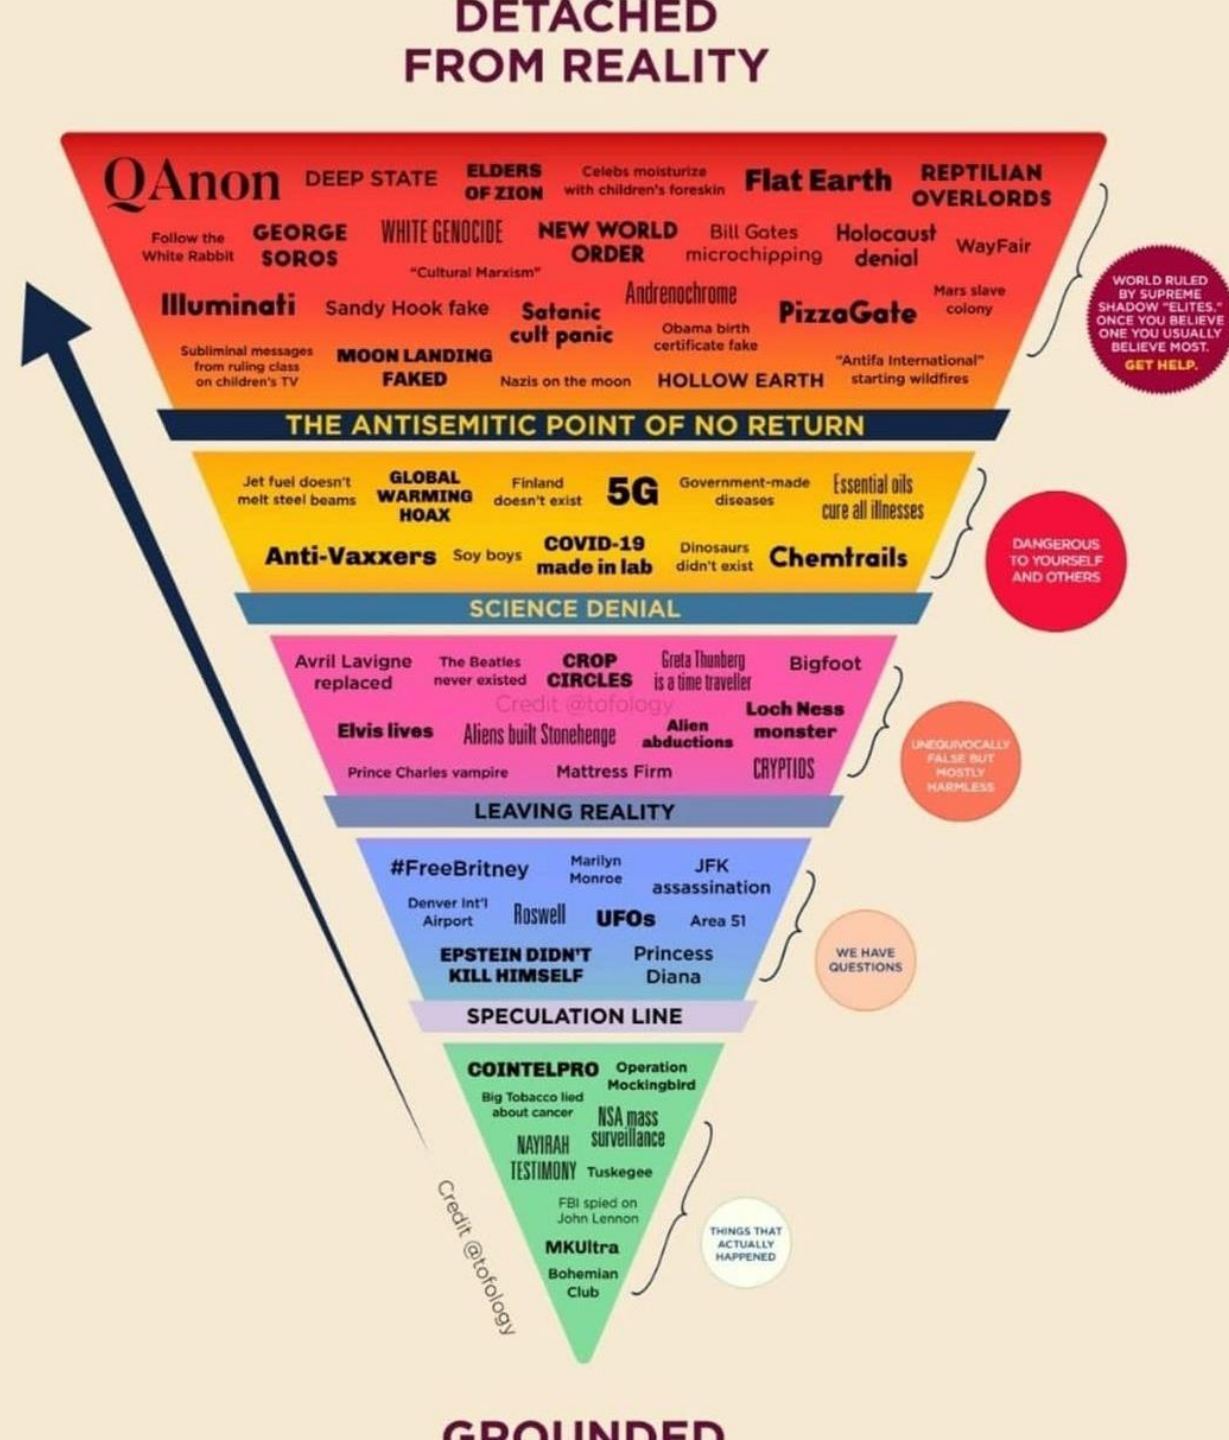 DETACHED
FROM REALITY
QAnon
DEEP STATE
ELDERS
OF ZION
Celebs moisturize
with children's foreskin
Flat Earth
REPTILIAN
OVERLORDS
Follow the
White Rabbit
GEORGE
SOROS
WHITE GENOCIDE
NEW WORLD
ORDER
Bill Gates
microchipping
Holocaust
denial
WayFair
"Cultural Marxism"
Illuminati
Sandy Hook fake
Satanic
cult panic
Andrenochrome
Obama birth
certificate fake
PizzaGate
Mars slave
colony
Subliminal messages
from ruling class
on children's TV
MOON LANDING
FAKED
Nazis on the moon
HOLLOW EARTH
"Antifa International"
starting wildfires
WORLD RULED
BY SUPREME
SHADOW "ELITES."
ONCE YOU BELIEVE
ONE YOU USUALLY
BELIEVE MOST.
GET HELP.
THE ANTISEMITIC POINT OF NO RETURN
Jet fuel doesn't
melt steel beams
GLOBAL
WARMING
HOAX
Finland
doesn't exist
5G
Government-made
diseases
Essential oils
cure all illnesses
Anti-Vaxxers
Soy boys
COVID-19
made in lab
Dinosaurs
didn't exist
Chemtrails
DANGEROUS
TO YOURSELF
AND OTHERS
SCIENCE DENIAL
Avril Lavigne
replaced
The Beatles
never existed
CROP
CIRCLES
Greta Thunberg
is a time traveller
Bigfoot
Credit @tofology
Elvis lives
Aliens built Stonehenge
Alien
abductions
Loch Ness
monster
Prince Charles vampire
Mattress Firm
CRYPTIDS
UNEQUIVOCALLY
FALSE BUT
MOSTLY
HARMLESS
LEAVING REALITY
#FreeBritney
Marilyn
Monroe
JFK
assassination
Denver Int'l
Airport
Roswell
UFOs
Area 51
EPSTEIN DIDN'T
KILL HIMSELF
Princess
Diana
WE HAVE
QUESTIONS
SPECULATION LINE
COINTELPRO
Operation
Mockingbird
Big Tobacco lied
about cancer
NSA mass
surveillance
NAYIRAH
TESTIMONY
Tuskegee
FBI spied on
John Lennon
MKUltra
Bohemian
Club
THINGS THAT
ACTUALLY
HAPPENED
Credit @tofology
GROUNDED